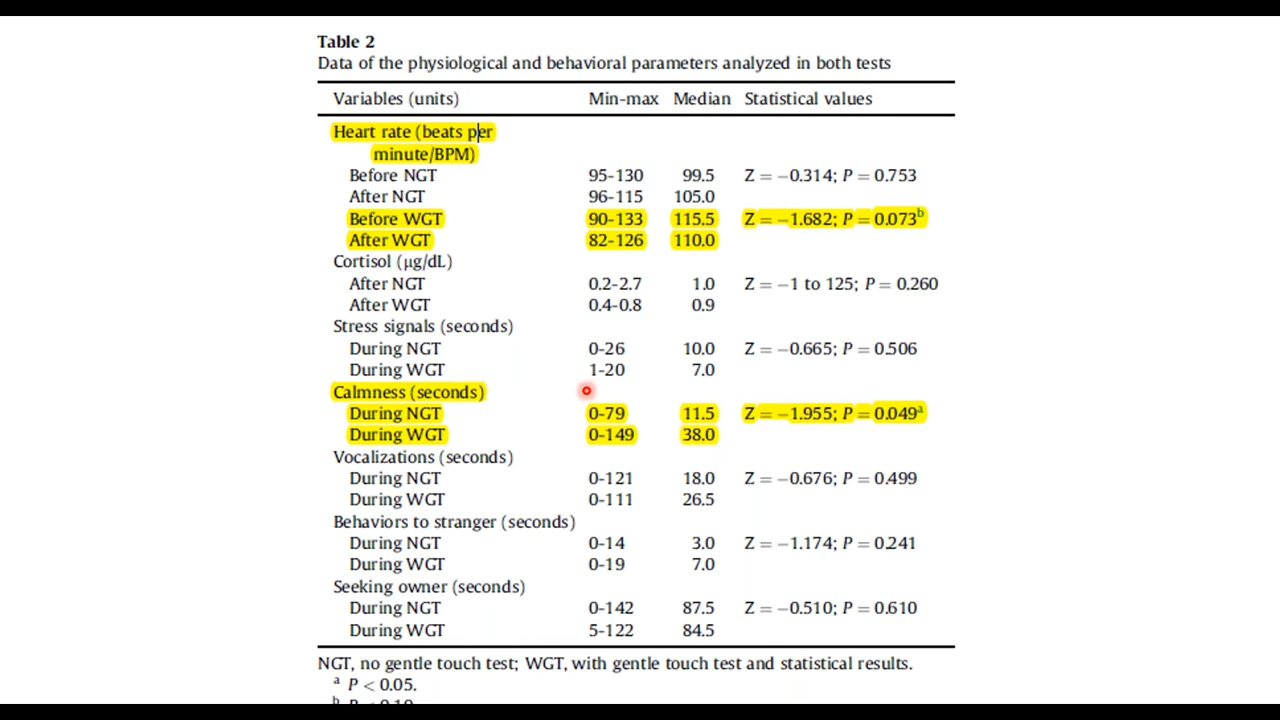 Table 2
Data of the physiological and behavioral parameters analyzed in both tests
Variables (units) Min-max Median Statistical values
Heart rate (beats per
minute/BPM)
Before NGT 95-130 99.5 Z = −0.314; P = 0.753
After NGT 96-115 105.0
Before WGT 90-133 115.5 Z = −1.682; P = 0.073b
After WGT 82-126 110.0
Cortisol (μg/dL)
After NGT 0.2-2.7 1.0 Z = −1 to 125; P = 0.260
After WGT 0.4-0.8 0.9
Stress signals (seconds)
During NGT 0-26 10.0 Z = −0.665; P = 0.506
During WGT 1-20 7.0
Calmness (seconds)
During NGT 0-79 11.5 Z = −1.955; P = 0.049a
During WGT 0-149 38.0
Vocalizations (seconds)
During NGT 0-121 18.0 Z = −0.676; P = 0.499
During WGT 0-111 26.5
Behaviors to stranger (seconds)
During NGT 0-14 3.0 Z = −1.174; P = 0.241
During WGT 0-19 7.0
Seeking owner (seconds)
During NGT 0-142 87.5 Z = −0.510; P = 0.610
During WGT 5-122 84.5
NGT, no gentle touch test; WGT, with gentle touch test and statistical results.
a P < 0.05.